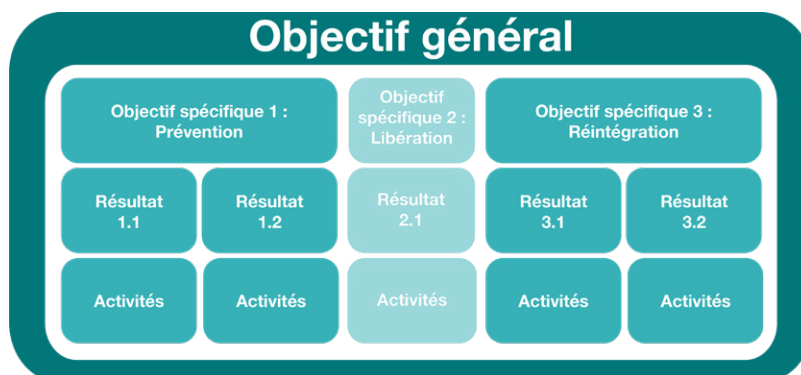 Objectif général
Objectif spécifique 1 :
Prévention
Objectif
spécifique 2 :
Libération
Objectif spécifique 3 :
Réintégration
Résultat
1.1
Résultat
1.2
Résultat
2.1
Résultat
3.1
Résultat
3.2
Activités
Activités
Activités
Activités
Activités